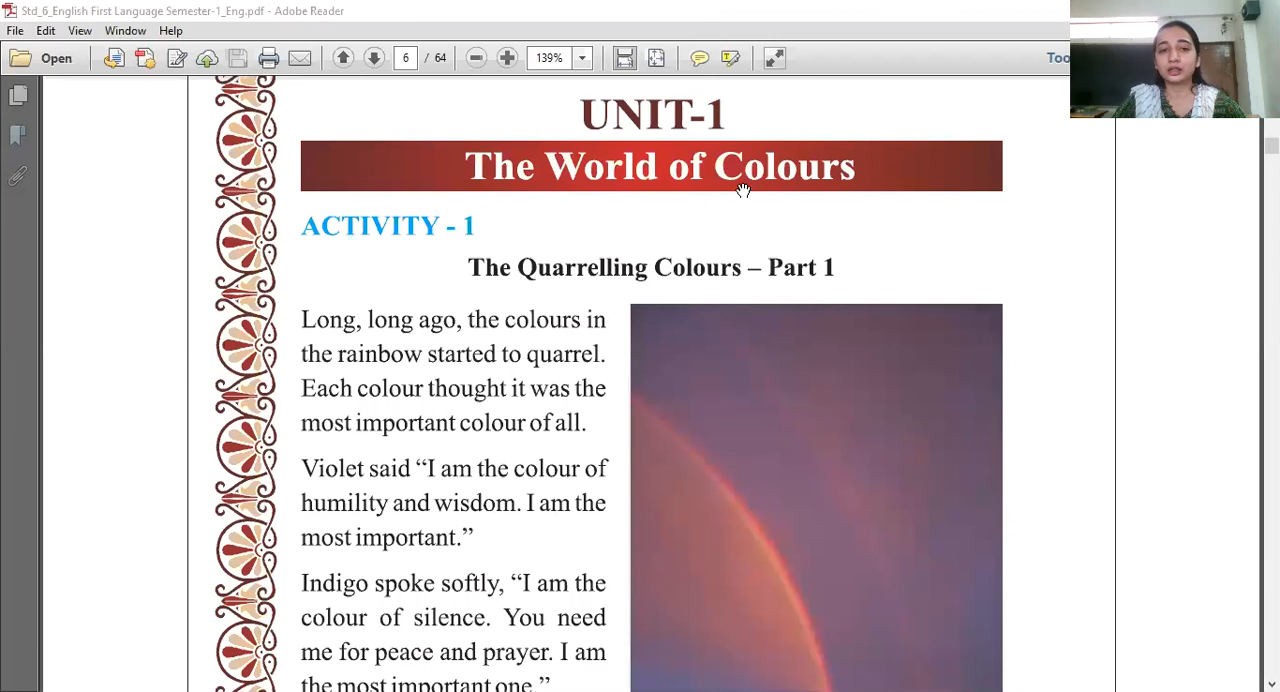 Std_6_English First Language Semester-1_Eng.pdf - Adobe Reader
File Edit View Window Help
Open 6 / 64 139% Too
UNIT-1
The World of Colours
ACTIVITY - 1
The Quarrelling Colours – Part 1
Long, long ago, the colours in
the rainbow started to quarrel.
Each colour thought it was the
most important colour of all.
Violet said “I am the colour of
humility and wisdom. I am the
most important.”
Indigo spoke softly, “I am the
colour of silence. You need
me for peace and prayer. I am
the most important one.”